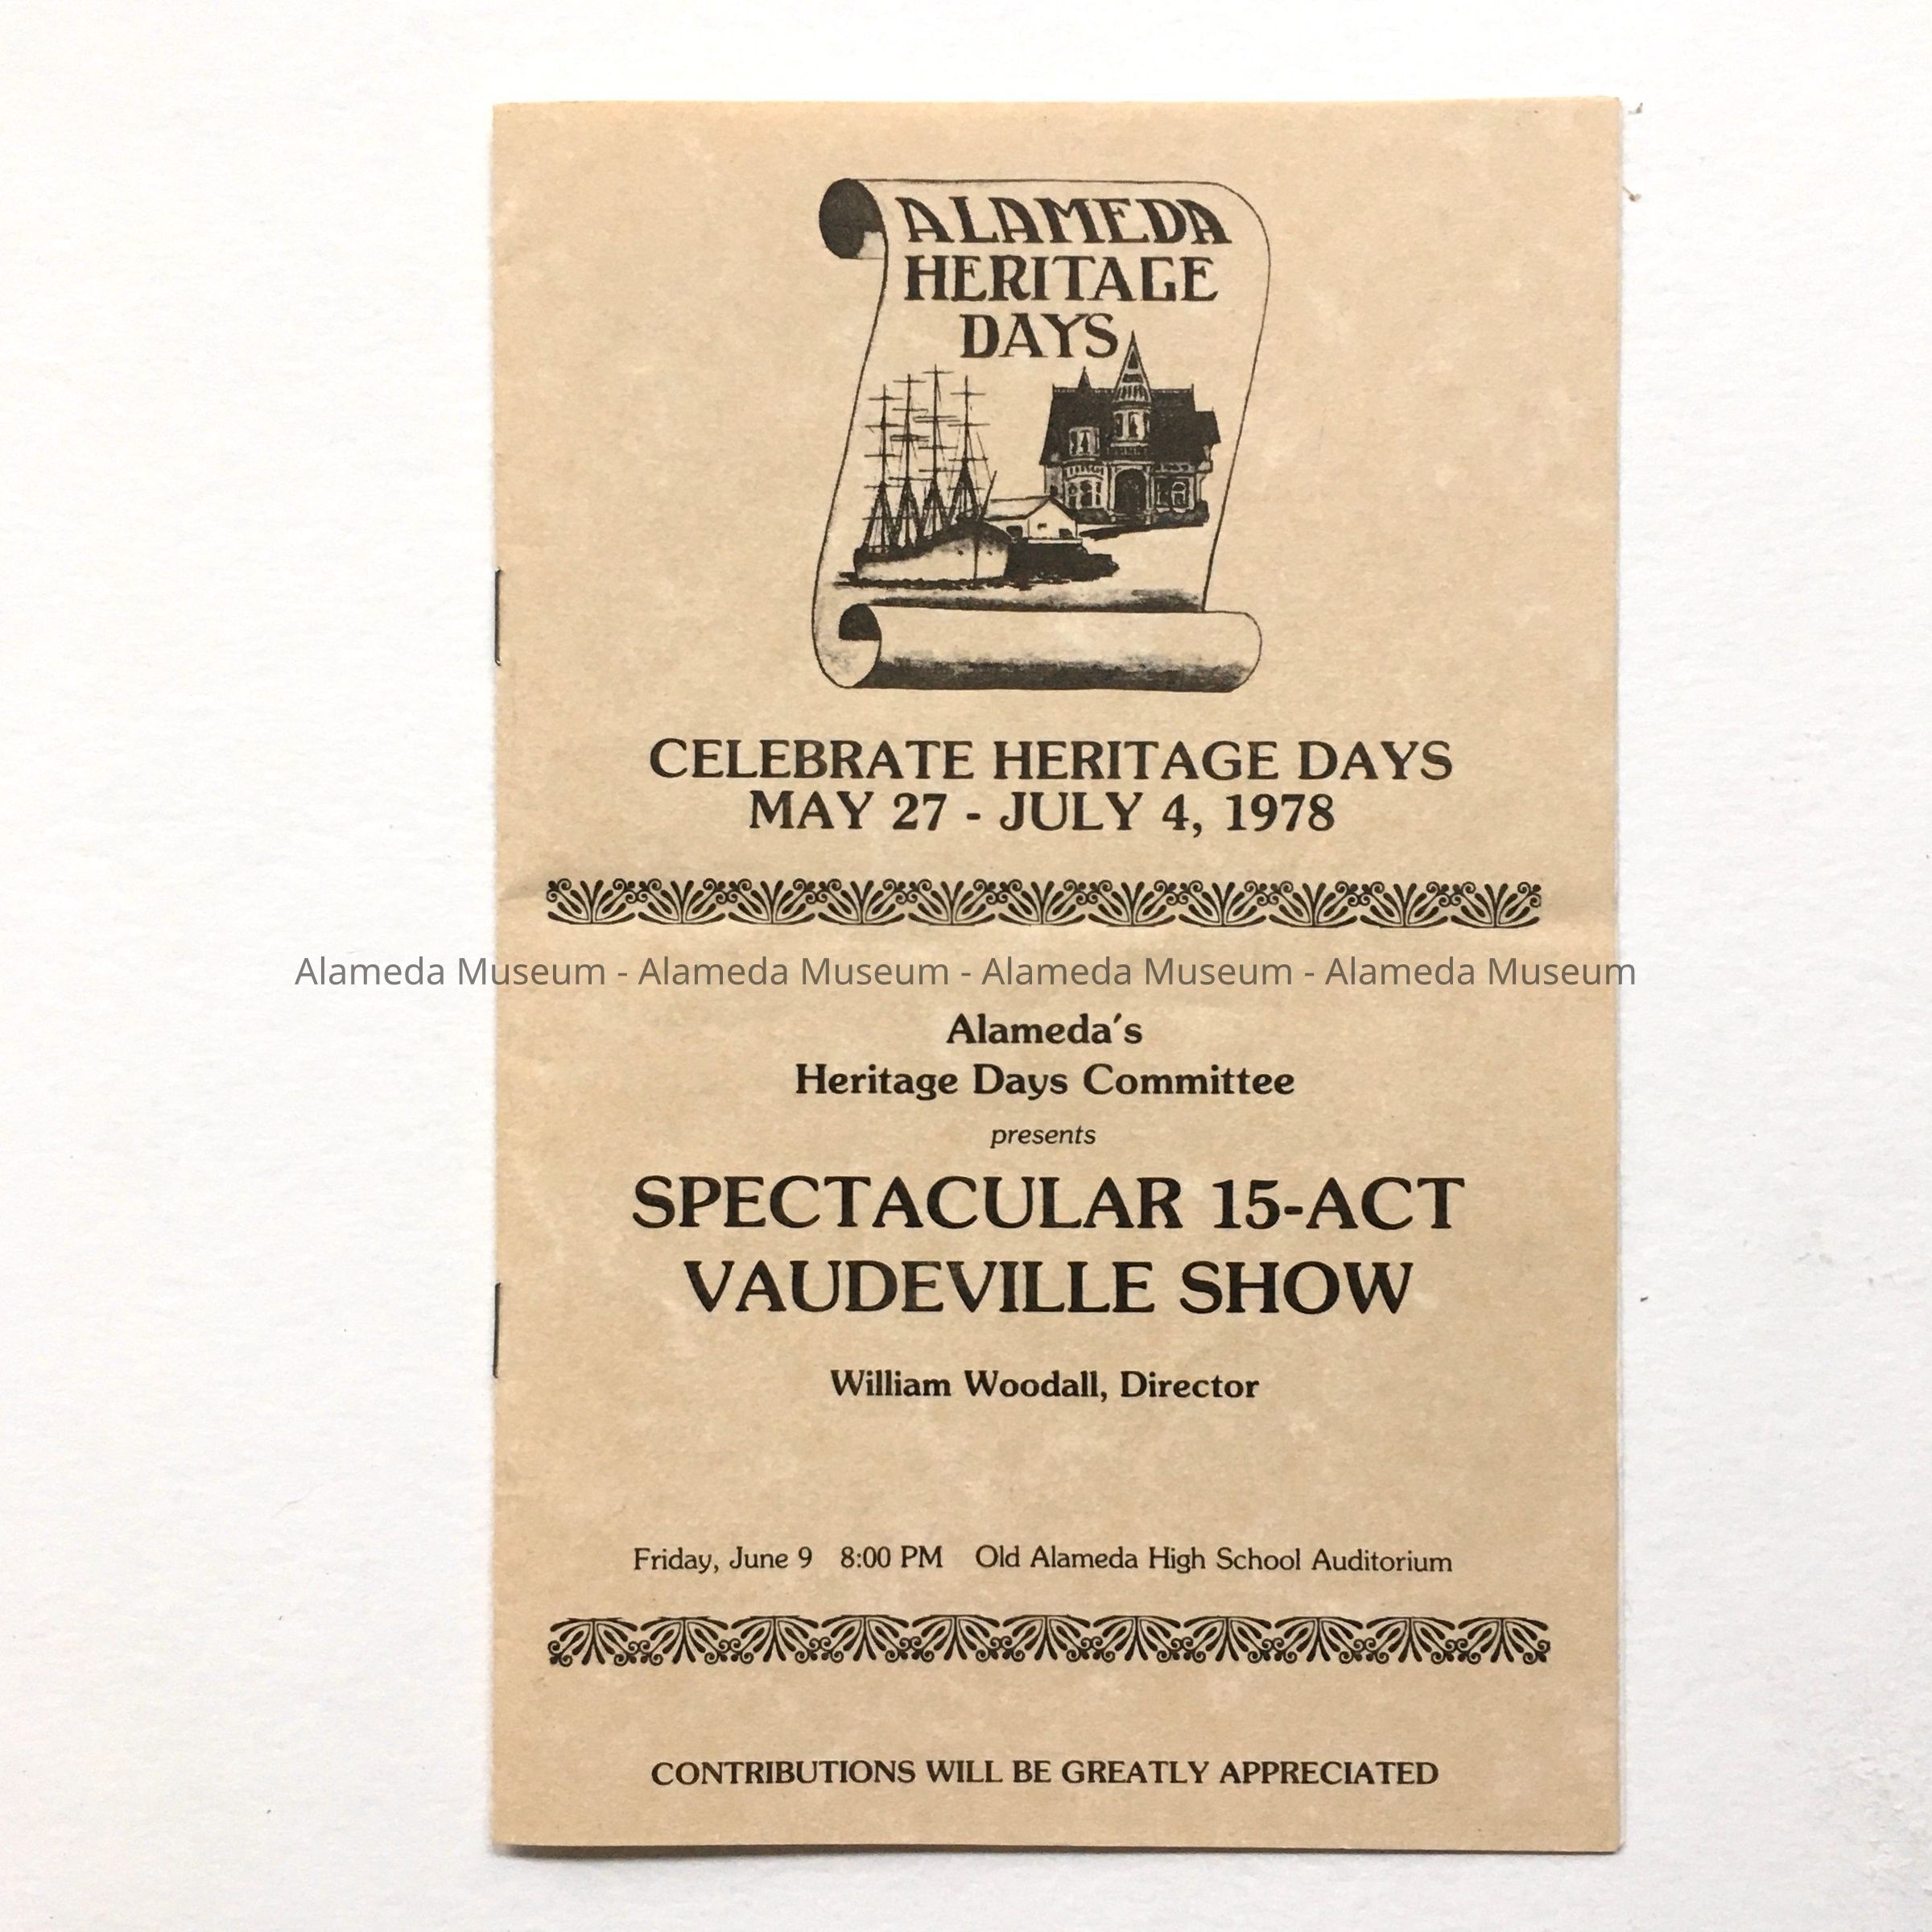 ALAMEDA
HERITAGE
DAYS
CELEBRATE HERITAGE DAYS
MAY 27 - JULY 4, 1978
Alameda Museum - Alameda Museum - Alameda Museum - Alameda Museum
Alameda's
Heritage Days Committee
presents
SPECTACULAR 15-ACT
VAUDEVILLE SHOW
William Woodall, Director
Friday, June 9 8:00 PM Old Alameda High School Auditorium
CONTRIBUTIONS WILL BE GREATLY APPRECIATED